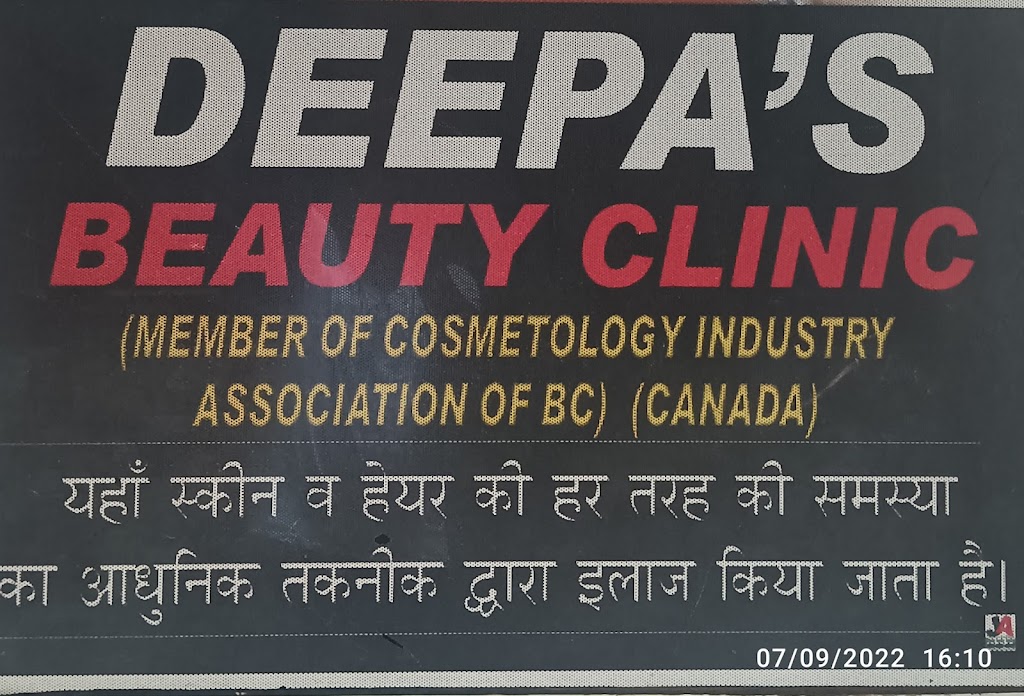 DEEPA'S
BEAUTY CLINIC
(MEMBER OF COSMETOLOGY INDUSTRY
ASSOCIATION OF BC) (CANADA)
यहाँ स्कीन व हेयर की हर तरह की समस्या
का आधुनिक तकनीक द्वारा इलाज किया जाता है।
JA
07/09/2022 16:10